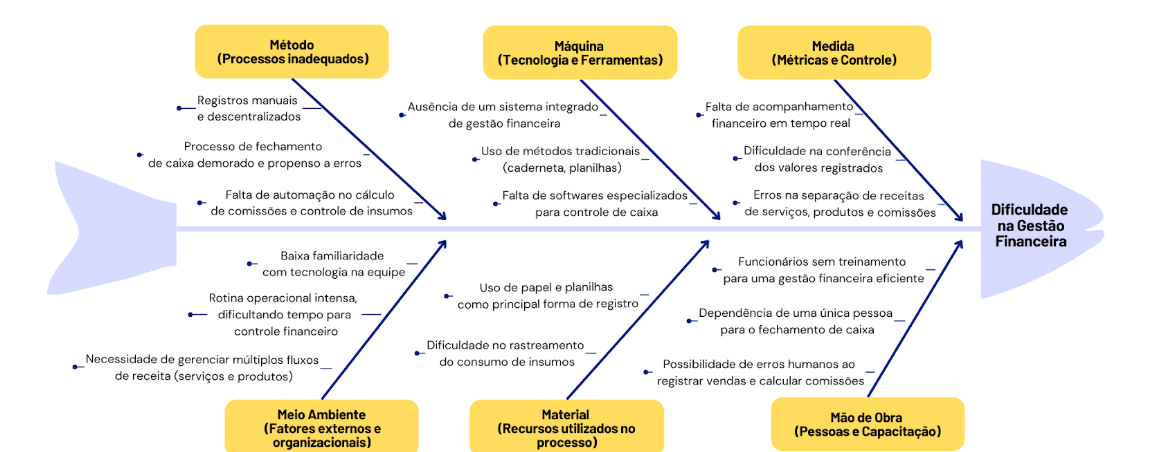 Método
(Processos inadequados)
Registros manuais
e descentralizados
Processo de fechamento
de caixa demorado e propenso a erros
Falta de automação no cálculo
de comissões e controle de insumos
Máquina
(Tecnologia e Ferramentas)
Ausência de um sistema integrado
de gestão financeira
Uso de métodos tradicionais
(caderneta, planilhas)
Falta de softwares especializados
para controle de caixa
Medida
(Métricas e Controle)
Falta de acompanhamento
financeiro em tempo real
Dificuldade na conferência
dos valores registrados
Erros na separação de receitas
de serviços, produtos e comissões
Dificuldade
na Gestão
Financeira
Baixa familiaridade
com tecnologia na equipe
Rotina operacional intensa,
dificultando tempo para
controle financeiro
Necessidade de gerenciar múltiplos fluxos
de receita (serviços e produtos)
Meio Ambiente
(Fatores externos e
organizacionais)
Uso de papel e planilhas
como principal forma de registro
Dificuldade no rastreamento
do consumo de insumos
Material
(Recursos utilizados no
processo)
Funcionários sem treinamento
para uma gestão financeira eficiente
Dependência de uma única pessoa
para o fechamento de caixa
Possibilidade de erros humanos ao
registrar vendas e calcular comissões
Mão de Obra
(Pessoas e Capacitação)